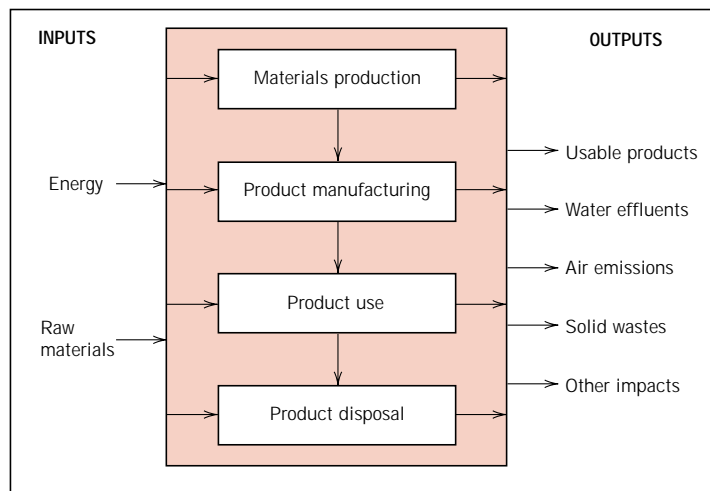 INPUTS
OUTPUTS
Materials production
Usable products
Energy
Product manufacturing
Water effluents
Air emissions
Product use
Raw
materials
Solid wastes
Other impacts
Product disposal